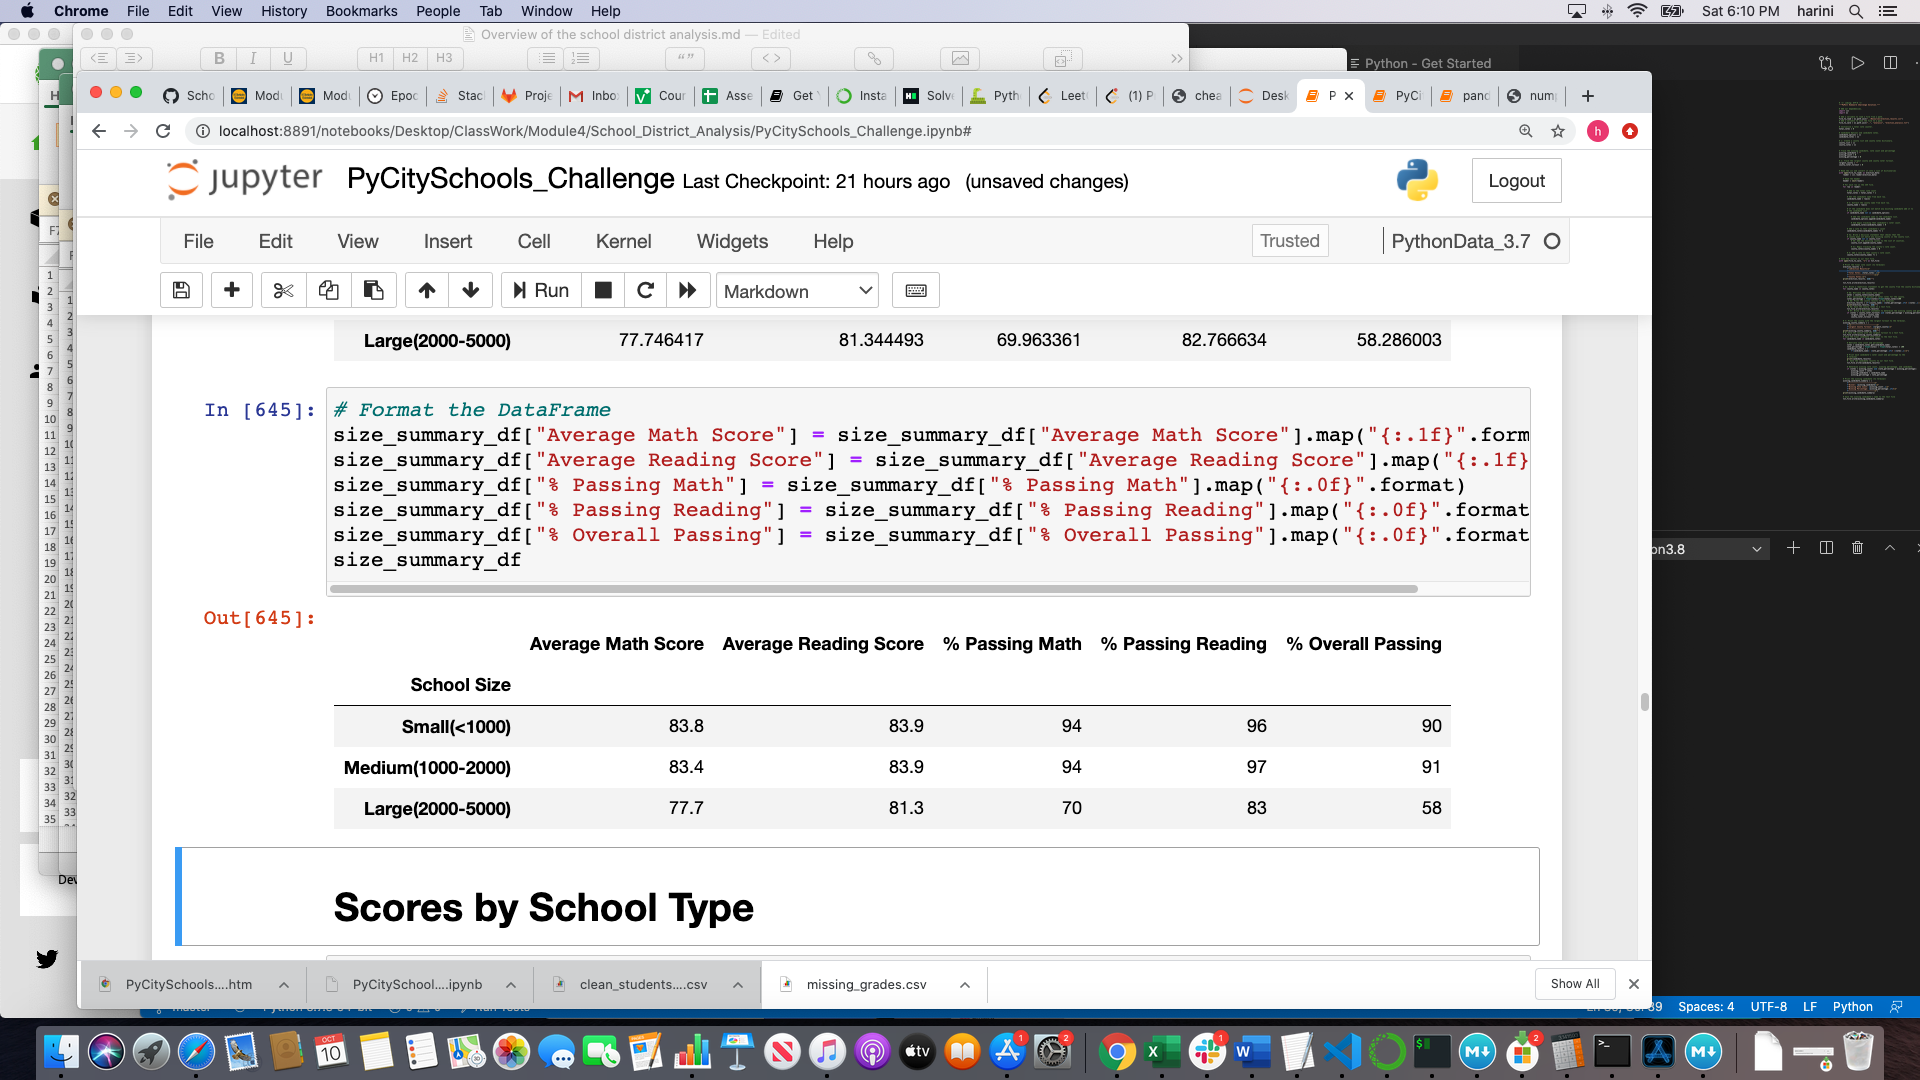 Chrome File Edit View History Bookmarks People Tab Window Help Sat 6:10 PM harini
Overview of the school district analysis.md — Edited
B I U H1 H2 H3
Python - Get Started
Scho Modu Modu Epoc Stac Proje Inbo Cour Asse Get Insta Solve Pyth Leet (1) P chea Desk P PyCi pand num
localhost:8891/notebooks/Desktop/ClassWork/Module4/School_District_Analysis/PyCitySchools_Challenge.ipynb#
jupyter PyCitySchools_Challenge Last Checkpoint: 21 hours ago (unsaved changes) Logout
File Edit View Insert Cell Kernel Widgets Help Trusted PythonData_3.7
Run Markdown
Large(2000-5000) 77.746417 81.344493 69.963361 82.766634 58.286003
In [645]: # Format the DataFrame
size_summary_df["Average Math Score"] = size_summary_df["Average Math Score"].map("{:.1f}".form
size_summary_df["Average Reading Score"] = size_summary_df["Average Reading Score"].map("{:.1f}
size_summary_df["% Passing Math"] = size_summary_df["% Passing Math"].map("{:.0f}".format)
size_summary_df["% Passing Reading"] = size_summary_df["% Passing Reading"].map("{:.0f}".format
size_summary_df["% Overall Passing"] = size_summary_df["% Overall Passing"].map("{:.0f}".format
size_summary_df
Out[645]:
Average Math Score Average Reading Score % Passing Math % Passing Reading % Overall Passing
School Size
Small(<1000) 83.8 83.9 94 96 90
Medium(1000-2000) 83.4 83.9 94 97 91
Large(2000-5000) 77.7 81.3 70 83 58
Scores by School Type
on3.8
PyCitySchools....htm PyCitySchool....ipynb clean_students....csv missing_grades.csv Show All
Spaces: 4 UTF-8 LF Python
OCT 10